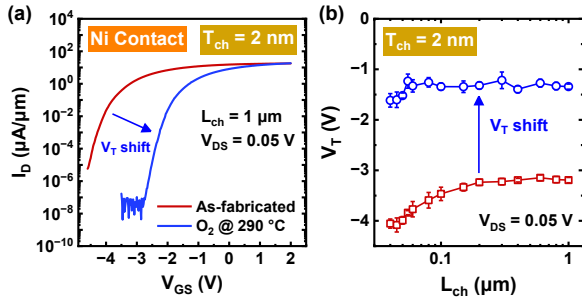 (a)
Ni Contact
T_ch = 2 nm
I_D (μA/μm)
10^4
10^2
10^0
10^−2
10^−4
10^−6
10^−8
10^−10
V_T shift
L_ch = 1 μm
V_DS = 0.05 V
As-fabricated
O_2 @ 290 °C
−4 −3 −2 −1 0 1 2
V_GS (V)
(b)
T_ch = 2 nm
V_T (V)
0
−1
−2
−3
−4
V_T shift
V_DS = 0.05 V
0.1 1
L_ch (μm)